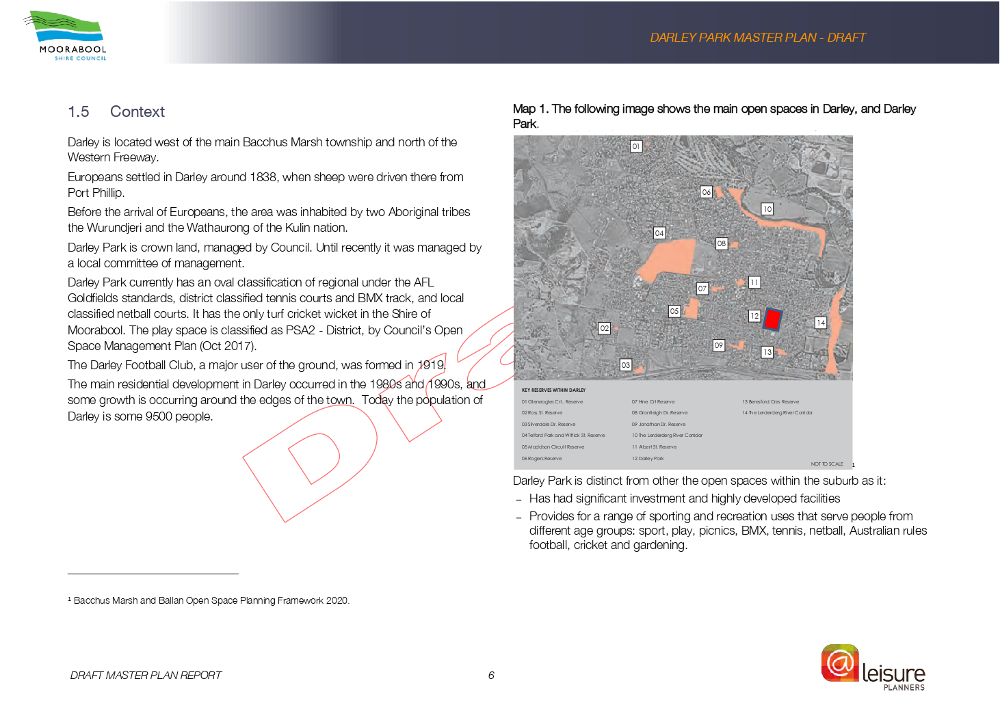 MOORABOOL
SHIRE COUNCIL
DARLEY PARK MASTER PLAN - DRAFT
1.5 Context
Darley is located west of the main Bacchus Marsh township and north of the
Western Freeway.
Europeans settled in Darley around 1838, when sheep were driven there from
Port Phillip.
Before the arrival of Europeans, the area was inhabited by two Aboriginal tribes
the Wurundjeri and the Wathaurong of the Kulin nation.
Darley Park is crown land, managed by Council. Until recently it was managed by
a local committee of management.
Darley Park currently has an oval classification of regional under the AFL
Goldfields standards, district classified tennis courts and BMX track, and local
classified netball courts. It has the only turf cricket wicket in the Shire of
Moorabool. The play space is classified as PSA2 - District, by Council's Open
Space Management Plan (Oct 2017).
The Darley Football Club, a major user of the ground, was formed in 1919.
The main residential development in Darley occurred in the 1980s and 1990s, and
some growth is occurring around the edges of the town. Today the population of
Darley is some 9500 people.
Dra
Map 1. The following image shows the main open spaces in Darley, and Darley
Park.
01
06
10
04
08
11
07
05
12
14
02
09
13
03
KEY RESERVES WITHIN DARLEY
01 Gleneagles Crt.. Reserve
02 Ross St. Reserve
03 Silverdale Dr. Reserve
04 Telford Park and Wittick St. Reserve
05 Maddison Circuit Reserve
06 Rogers Reserve
07 Hine Crt Reserve
08 Grantleigh Dr. Reserve
09 Jonathan Dr. Reserve
10 The Lerderderg River Corridor
11 Albert St. Reserve
12 Darley Park
13 Beresford Cres Reserve
14 The Lerderderg River Corridor
NOT TO SCALE 1
Darley Park is distinct from other the open spaces within the suburb as it:
– Has had significant investment and highly developed facilities
– Provides for a range of sporting and recreation uses that serve people from
different age groups: sport, play, picnics, BMX, tennis, netball, Australian rules
football, cricket and gardening.
1 Bacchus Marsh and Ballan Open Space Planning Framework 2020.
DRAFT MASTER PLAN REPORT
6
@leisure
PLANNERS